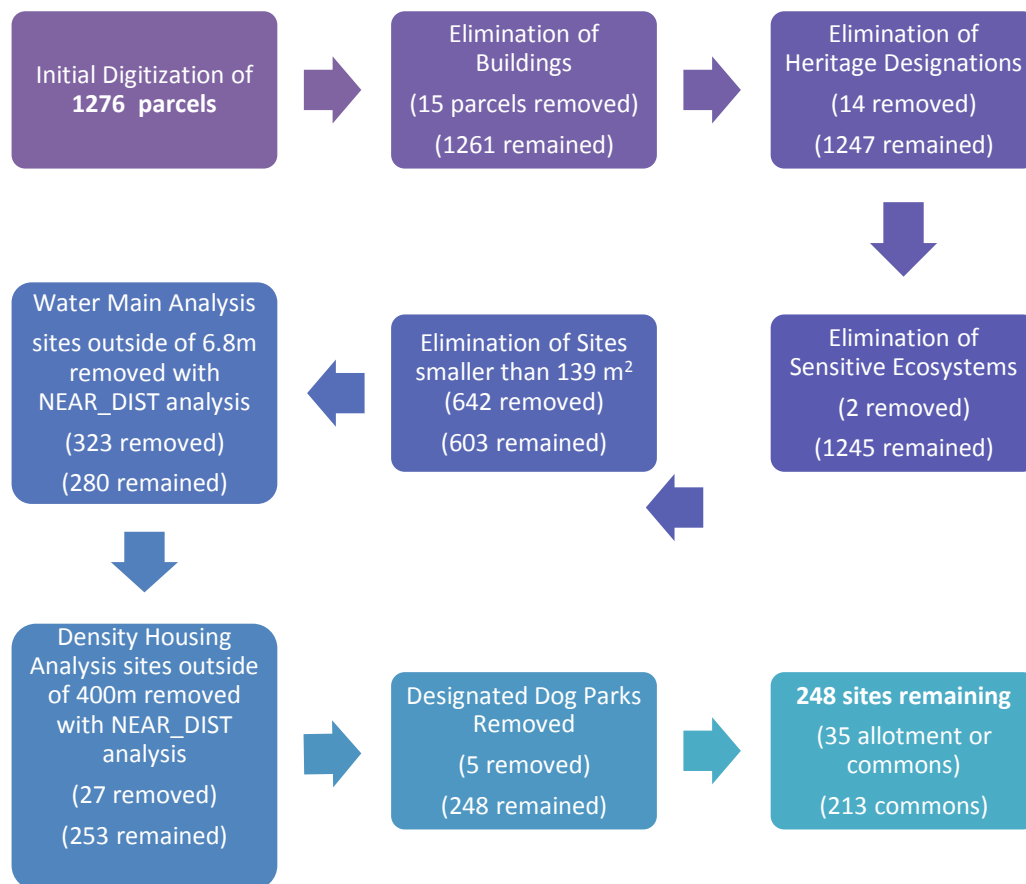 Initial Digitization of
1276 parcels
Elimination of
Buildings
(15 parcels removed)
(1261 remained)
Elimination of
Heritage Designations
(14 removed)
(1247 remained)
Elimination of
Sensitive Ecosystems
(2 removed)
(1245 remained)
Elimination of Sites
smaller than 139 m²
(642 removed)
(603 remained)
Water Main Analysis
sites outside of 6.8m
removed with
NEAR_DIST analysis
(323 removed)
(280 remained)
Density Housing
Analysis sites outside
of 400m removed
with NEAR_DIST
analysis
(27 removed)
(253 remained)
Designated Dog Parks
Removed
(5 removed)
(248 remained)
248 sites remaining
(35 allotment or
commons)
(213 commons)